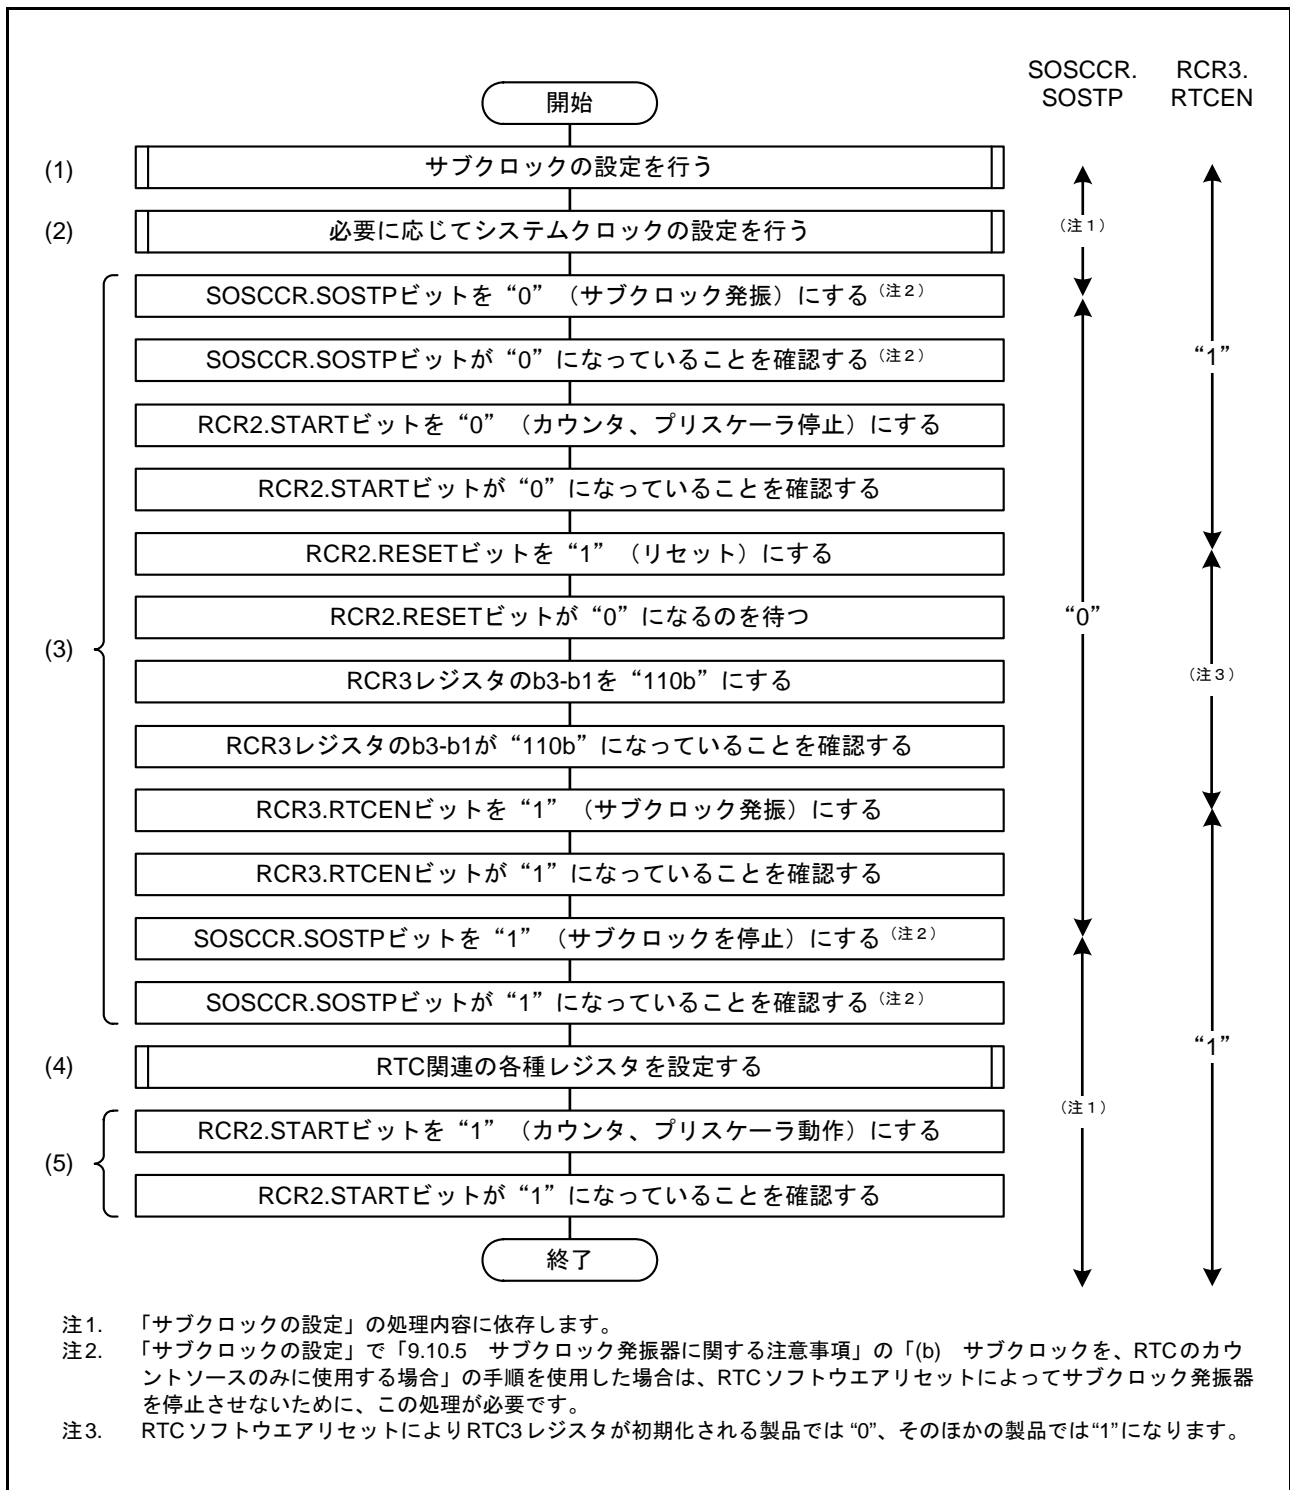 SOSCCR.
SOSTP
RCR3.
RTCEN
開始
(1)
サブクロックの設定を行う
(2)
必要に応じてシステムクロックの設定を行う
(注1)
SOSCCR.SOSTPビットを“0”(サブクロック発振)にする(注2)
SOSCCR.SOSTPビットが“0”になっていることを確認する(注2)
“1”
RCR2.STARTビットを“0”(カウンタ、プリスケーラ停止)にする
RCR2.STARTビットが“0”になっていることを確認する
RCR2.RESETビットを“1”(リセット)にする
RCR2.RESETビットが“0”になるのを待つ
“0”
(3)
RCR3レジスタのb3-b1を“110b”にする
(注3)
RCR3レジスタのb3-b1が“110b”になっていることを確認する
RCR3.RTCENビットを“1”(サブクロック発振)にする
RCR3.RTCENビットが“1”になっていることを確認する
SOSCCR.SOSTPビットを“1”(サブクロックを停止)にする(注2)
SOSCCR.SOSTPビットが“1”になっていることを確認する(注2)
“1”
(4)
RTC関連の各種レジスタを設定する
(注1)
RCR2.STARTビットを“1”(カウンタ、プリスケーラ動作)にする
(5)
RCR2.STARTビットが“1”になっていることを確認する
終了
注1. 「サブクロックの設定」の処理内容に依存します。
注2. 「サブクロックの設定」で「9.10.5 サブクロック発振器に関する注意事項」の「(b) サブクロックを、RTCのカウ
ントソースのみに使用する場合」の手順を使用した場合は、RTCソフトウエアリセットによってサブクロック発振器
を停止させないために、この処理が必要です。
注3. RTCソフトウエアリセットによりRTC3レジスタが初期化される製品では“0”、そのほかの製品では“1”になります。